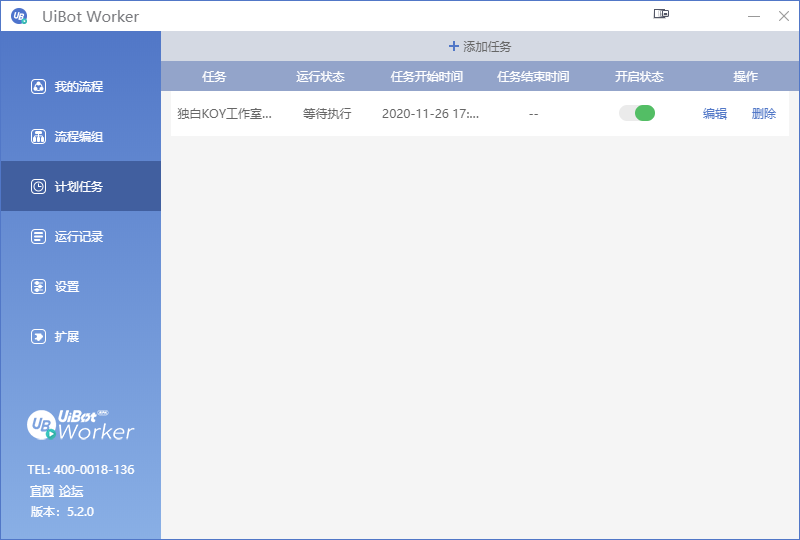 UB UiBot Worker
+ 添加任务
任务 运行状态 任务开始时间 任务结束时间 开启状态 操作
独白KOY工作室... 等待执行 2020-11-26 17:... -- 编辑 删除
我的流程
流程编组
计划任务
运行记录
设置
扩展
UB UiBot
Worker
TEL: 400-0018-136
官网 论坛
版本：5.2.0